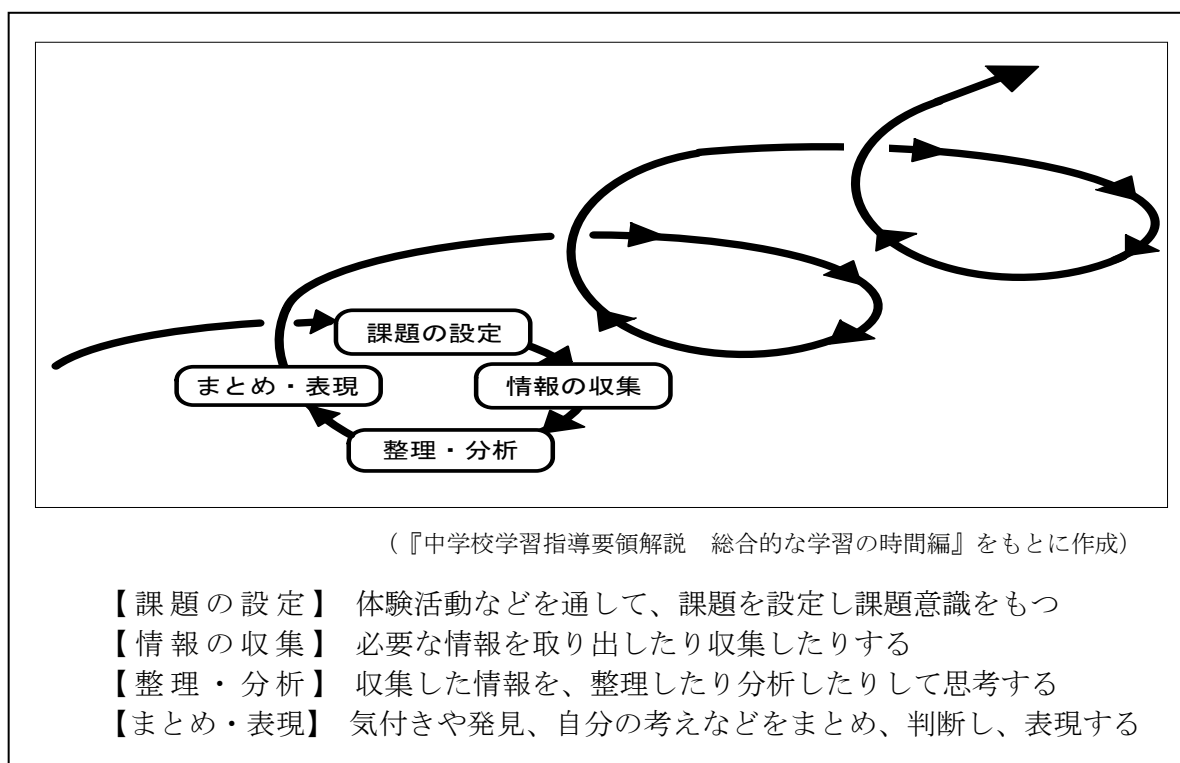 課題の設定
まとめ・表現
情報の収集
整理・分析
（『中学校学習指導要領解説　総合的な学習の時間編』をもとに作成）
【課題の設定】 体験活動などを通して、課題を設定し課題意識をもつ
【情報の収集】 必要な情報を取り出したり収集したりする
【整理・分析】 収集した情報を、整理したり分析したりして思考する
【まとめ・表現】 気付きや発見、自分の考えなどをまとめ、判断し、表現する